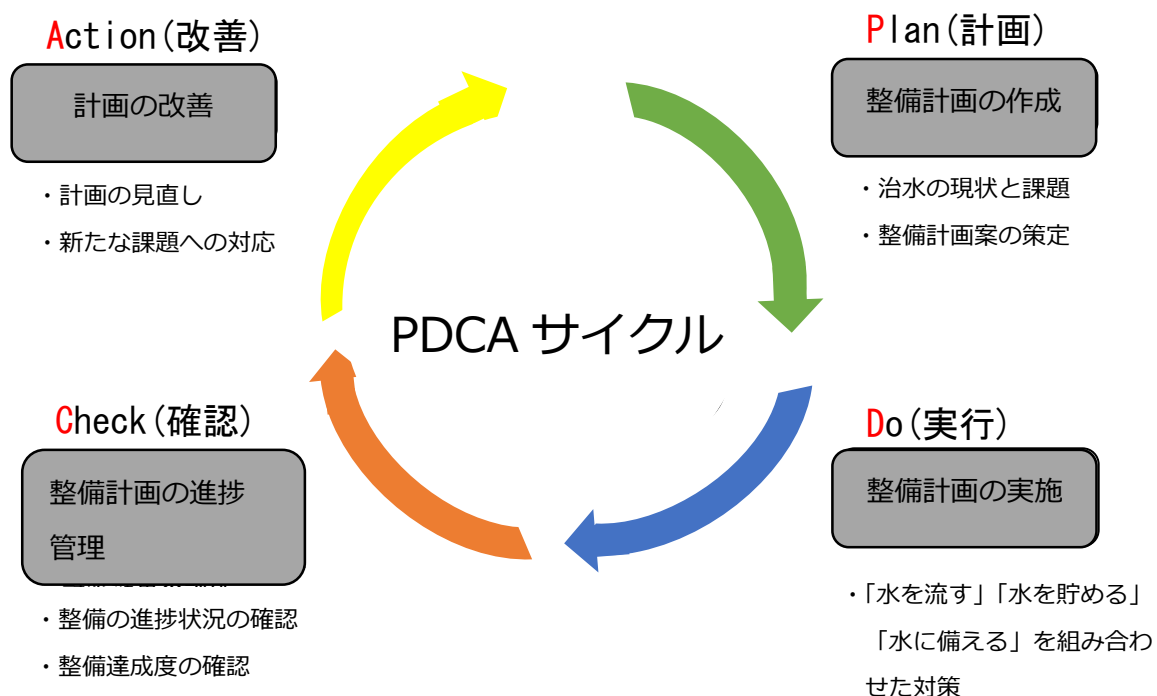 Action(改善)
計画の改善
・計画の見直し
・新たな課題への対応
Plan(計画)
整備計画の作成
・治水の現状と課題
・整備計画案の策定
PDCA サイクル
Check(確認)
整備計画の進捗
管理
・整備の進捗状況の確認
・整備達成度の確認
Do(実行)
整備計画の実施
・「水を流す」「水を貯める」
「水に備える」を組み合わ
せた対策